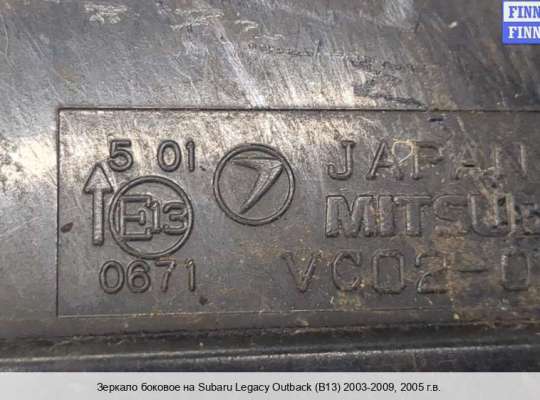 FINN
FINN
5 01
E13
0671
JAPAN
VC02-0
Зеркало боковое на Subaru Legacy Outback (B13) 2003-2009, 2005 г.в.